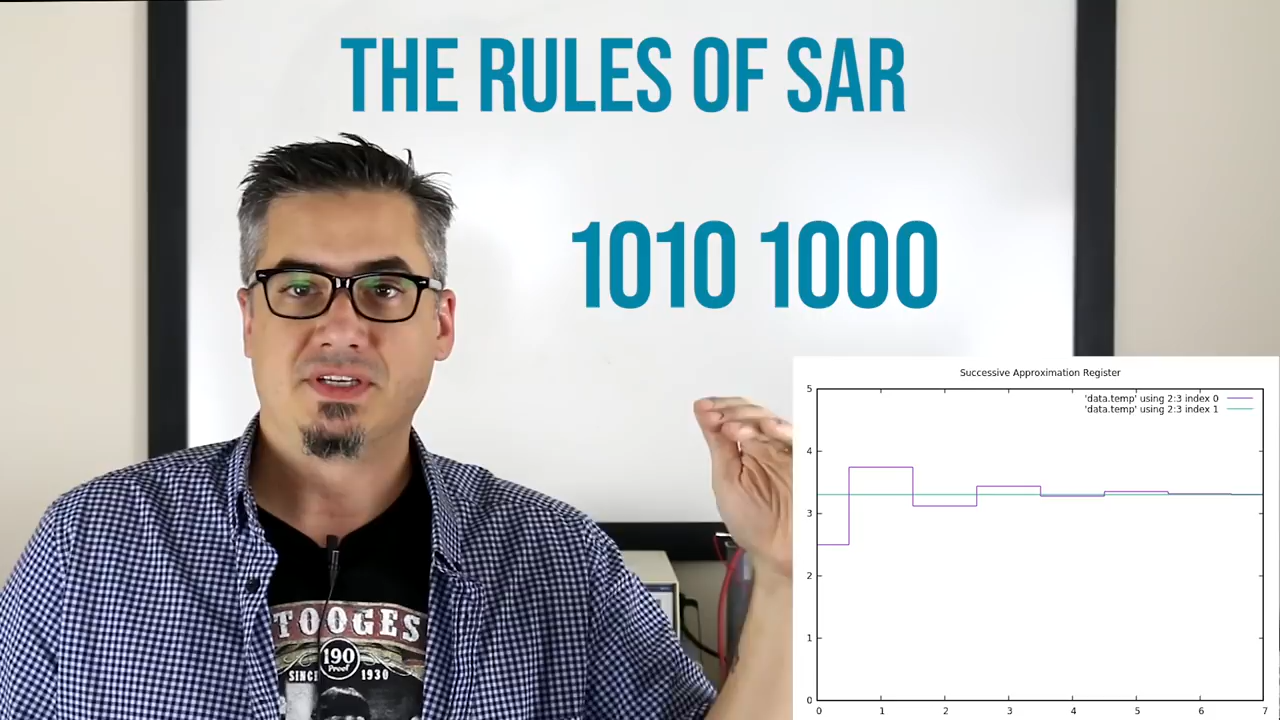 THE RULES OF SAR
1010 1000
Successive Approximation Register
'data.temp' using 2:3 index 0
'data.temp' using 2:3 index 1
5
4
3
2
1
0
0 1 2 3 4 5 6 7
TOOGES
190
Proof
SINC 1930